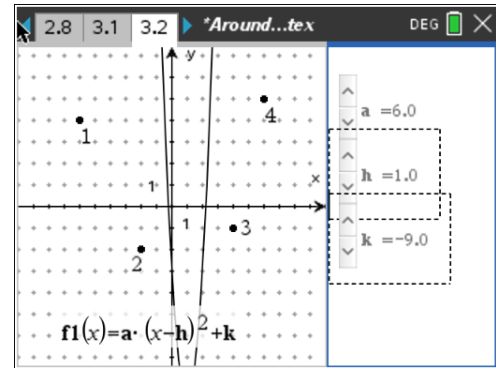 2.8 3.1 3.2 *Around...tex DEG
y
4
1
a =6.0
x
1
h =1.0
1
3
2
k =-9.0
f1(x)=a·(x-h)²+k